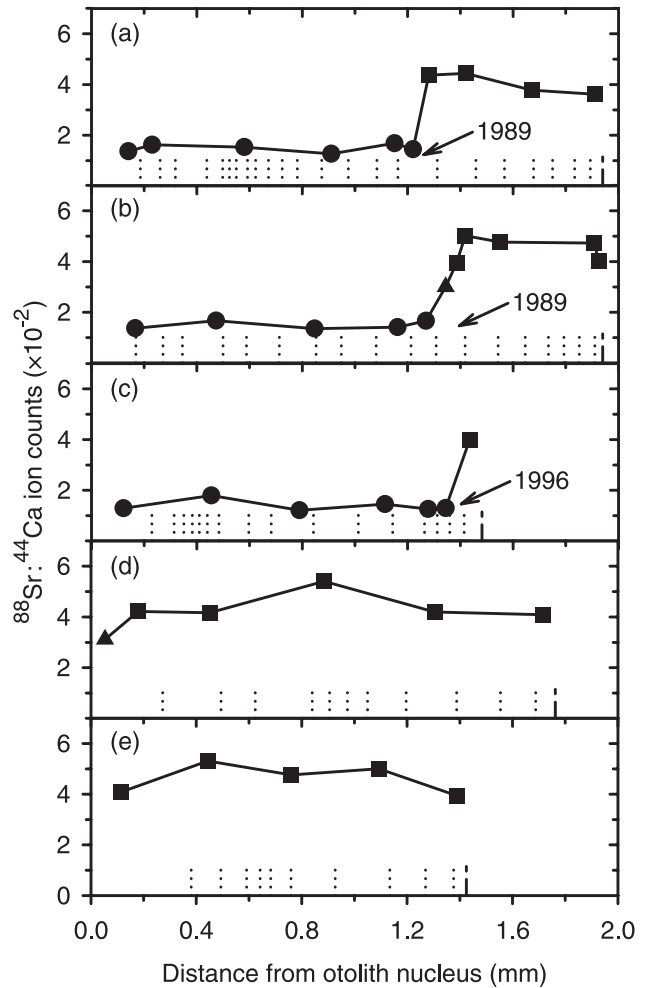 (a)
6
4
2
1989
(b)
6
4
2
1989
(c)
6
4
2
1996
(d)
6
4
2
(e)
6
4
2
0
0.0 0.4 0.8 1.2 1.6 2.0
Distance from otolith nucleus (mm)
⁸⁸Sr:⁴⁴Ca ion counts (×10⁻²)